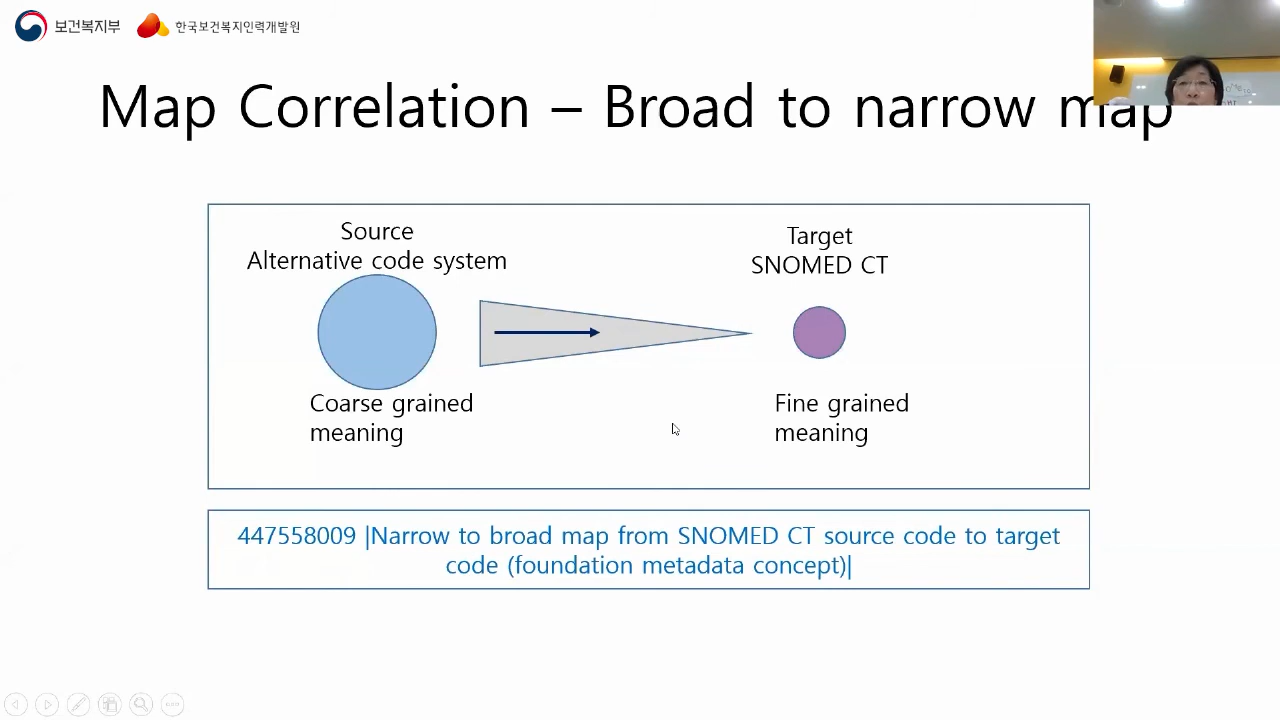 보건복지부
한국보건복지인력개발원
Map Correlation – Broad to narrow map
Source
Alternative code system
Target
SNOMED CT
Coarse grained
meaning
Fine grained
meaning
447558009 |Narrow to broad map from SNOMED CT source code to target
code (foundation metadata concept)|